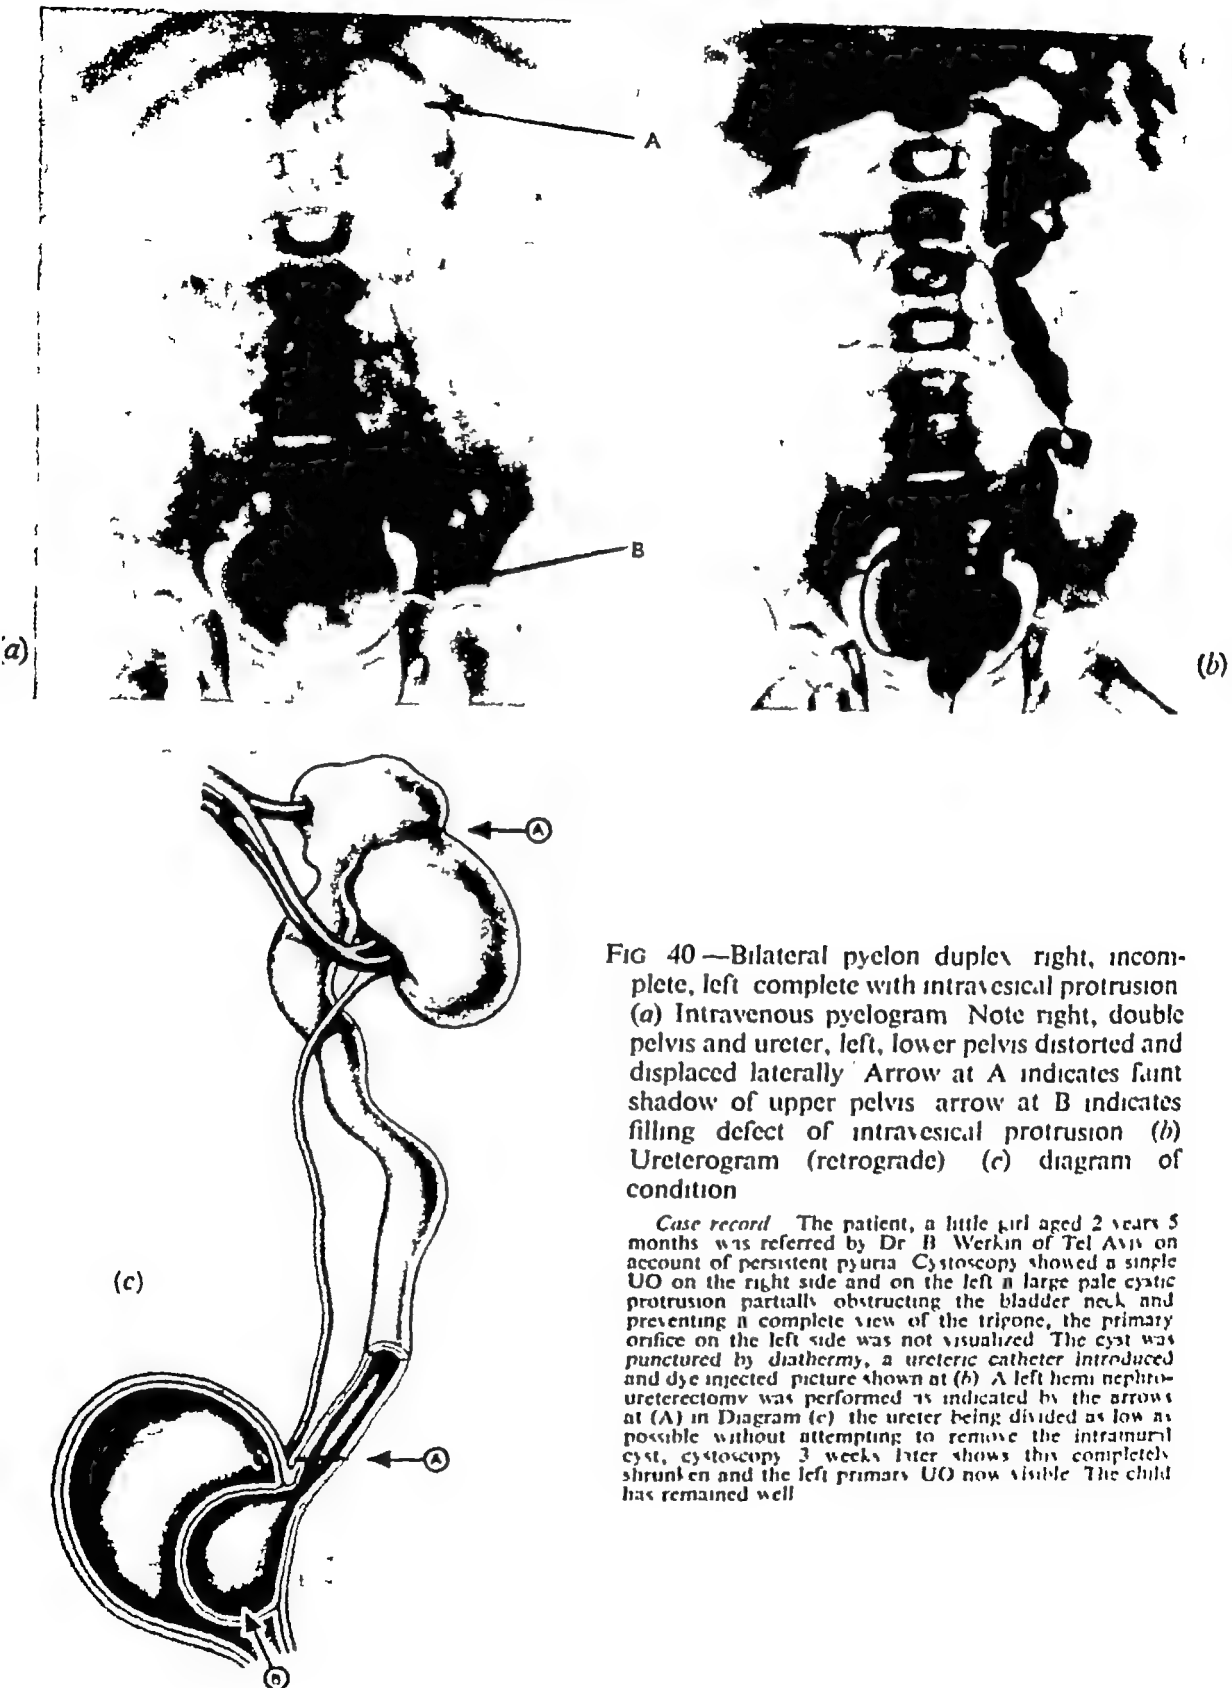 A
B
(a)
(b)
A
(c)
A
B
FIG 40—Bilateral pyelon duplex right, incom-
plete, left complete with intravesical protrusion
(a) Intravenous pyelogram Note right, double
pelvis and ureter, left, lower pelvis distorted and
displaced laterally Arrow at A indicates faint
shadow of upper pelvis arrow at B indicates
filling defect of intravesical protrusion (b)
Ureterogram (retrograde) (c) diagram of
condition
Case record The patient, a little girl aged 2 years 5
months was referred by Dr B Werkin of Tel Aviv on
account of persistent pyuria Cystoscopy showed a single
UO on the right side and on the left a large pale cystic
protrusion partially obstructing the bladder neck and
preventing a complete view of the trigone, the primary
orifice on the left side was not visualized The cyst was
punctured by diathermy, a ureteric catheter introduced
and dye injected picture shown at (b) A left hemi nephro-
ureterectomy was performed as indicated by the arrows
at (A) in Diagram (c) the ureter being divided as low as
possible without attempting to remove the intramural
cyst, cystoscopy 3 weeks later shows this completely
shrunken and the left primary UO now visible The child
has remained well